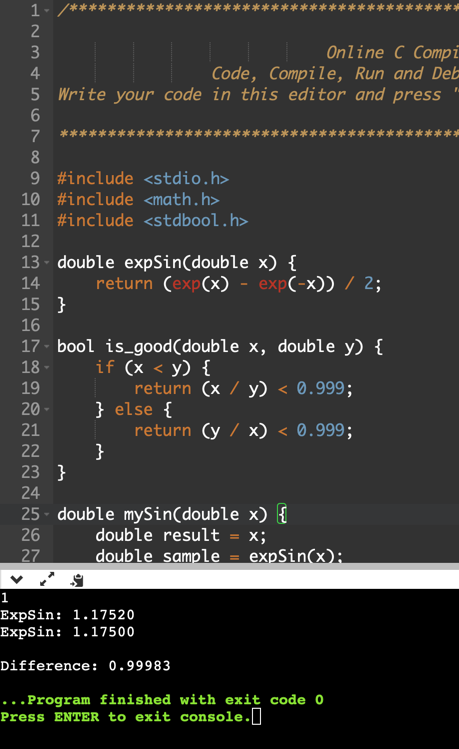 1 /******************************************
2
3 Online C Compi
4 Code, Compile, Run and Deb
5 Write your code in this editor and press "
6
7 ******************************************
8
9 #include <stdio.h>
10 #include <math.h>
11 #include <stdbool.h>
12
13 double expSin(double x) {
14 return (exp(x) - exp(-x)) / 2;
15 }
16
17 bool is_good(double x, double y) {
18 if (x < y) {
19 return (x / y) < 0.999;
20 } else {
21 return (y / x) < 0.999;
22 }
23 }
24
25 double mySin(double x) {
26 double result = x;
27 double sample = expSin(x);
1
ExpSin: 1.17520
ExpSin: 1.17500
Difference: 0.99983
...Program finished with exit code 0
Press ENTER to exit console.